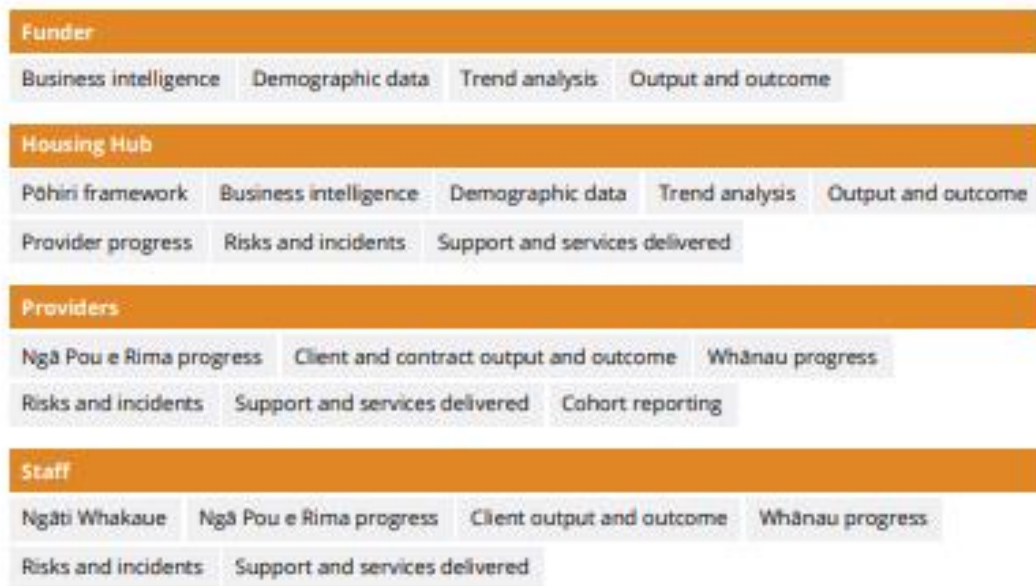 Funder
Business intelligence Demographic data Trend analysis Output and outcome
Housing Hub
Pōhiri framework Business intelligence Demographic data Trend analysis Output and outcome
Provider progress Risks and incidents Support and services delivered
Providers
Ngā Pou e Rima progress Client and contract output and outcome Whānau progress
Risks and incidents Support and services delivered Cohort reporting
Staff
Ngāti Whakaue Ngā Pou e Rima progress Client output and outcome Whānau progress
Risks and incidents Support and services delivered